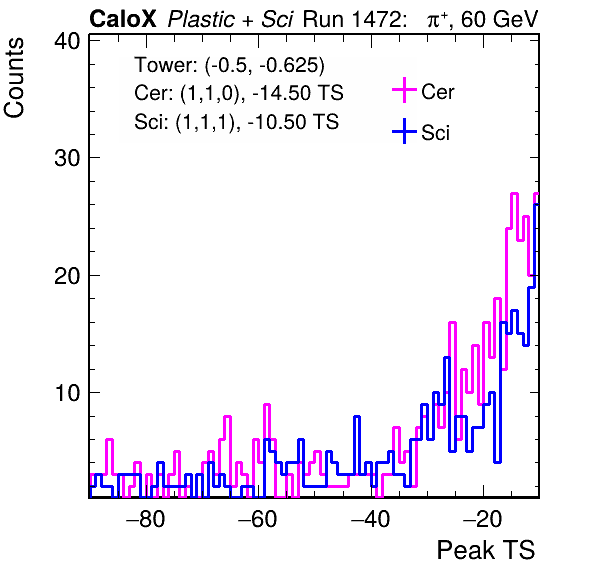 CaloX Plastic + Sci Run 1472: π+, 60 GeV
Counts
40
30
20
10
Tower: (-0.5, -0.625)
Cer: (1,1,0), -14.50 TS
Sci: (1,1,1), -10.50 TS
Cer
Sci
−80 −60 −40 −20
Peak TS